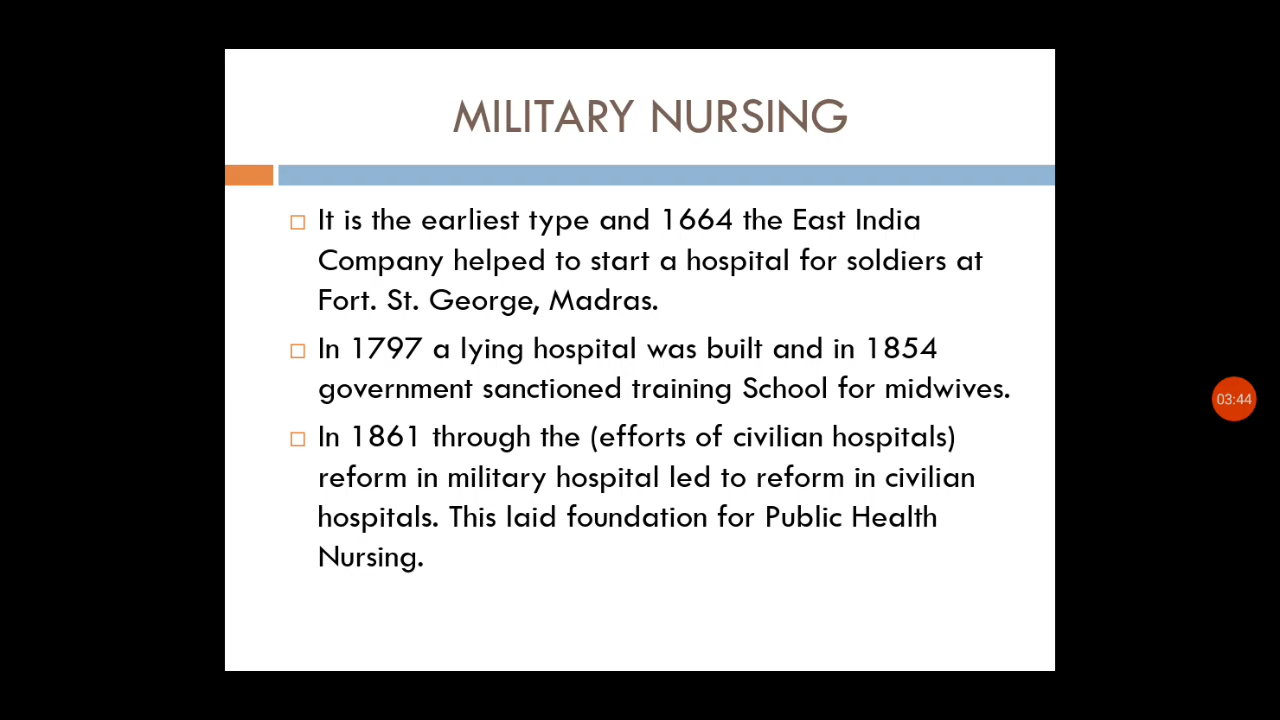 MILITARY NURSING
It is the earliest type and 1664 the East India
Company helped to start a hospital for soldiers at
Fort. St. George, Madras.
In 1797 a lying hospital was built and in 1854
government sanctioned training School for midwives.
In 1861 through the (efforts of civilian hospitals)
reform in military hospital led to reform in civilian
hospitals. This laid foundation for Public Health
Nursing.
03:44